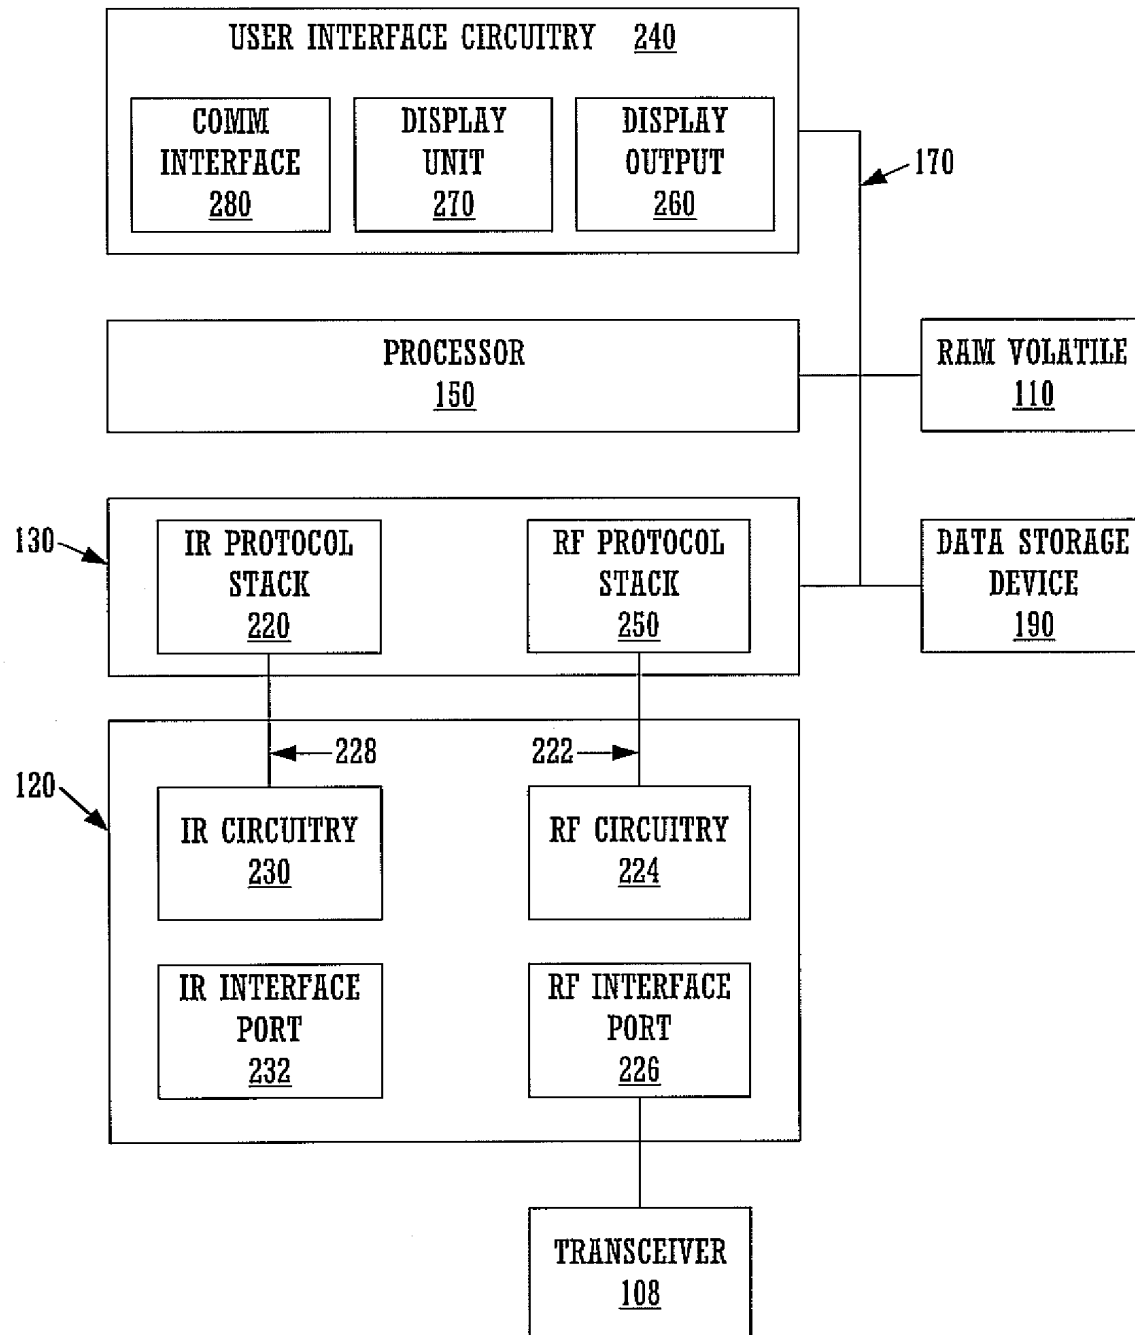 USER INTERFACE CIRCUITRY 240
COMM
INTERFACE
280
DISPLAY
UNIT
270
DISPLAY
OUTPUT
260
170
PROCESSOR
150
RAM VOLATILE
110
130
IR PROTOCOL
STACK
220
RF PROTOCOL
STACK
250
DATA STORAGE
DEVICE
190
228
222
120
IR CIRCUITRY
230
RF CIRCUITRY
224
IR INTERFACE
PORT
232
RF INTERFACE
PORT
226
TRANSCEIVER
108